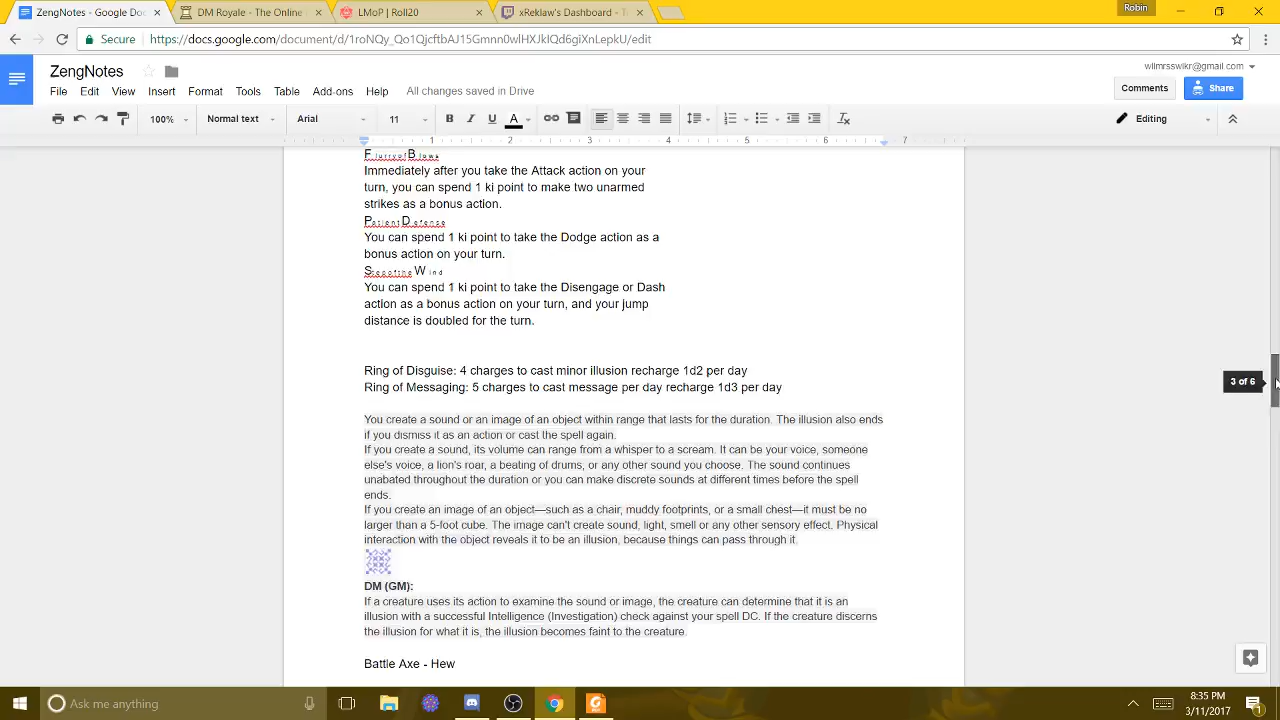 ZengNotes - Google Doc
DM Royale - The Online
LMoP | Roll20
xReklaw's Dashboard - T
Robin
Secure
https://docs.google.com/document/d/1roNQy_Qo1QjcftbAJ15Gmnn0wlHXJklQd6giXnLepkU/edit
ZengNotes
wllmrsswlkr@gmail.com
File Edit View Insert Format Tools Table Add-ons Help All changes saved in Drive
Comments
Share
100% Normal text Arial 11 B I U A
Editing
1 2 3 4 5 6 7
Flurry of Blows
Immediately after you take the Attack action on your
turn, you can spend 1 ki point to make two unarmed
strikes as a bonus action.
Patient Defense
You can spend 1 ki point to take the Dodge action as a
bonus action on your turn.
Step of the Wind
You can spend 1 ki point to take the Disengage or Dash
action as a bonus action on your turn, and your jump
distance is doubled for the turn.
Ring of Disguise: 4 charges to cast minor illusion recharge 1d2 per day
Ring of Messaging: 5 charges to cast message per day recharge 1d3 per day
3 of 6
You create a sound or an image of an object within range that lasts for the duration. The illusion also ends
if you dismiss it as an action or cast the spell again.
If you create a sound, its volume can range from a whisper to a scream. It can be your voice, someone
else's voice, a lion's roar, a beating of drums, or any other sound you choose. The sound continues
unabated throughout the duration or you can make discrete sounds at different times before the spell
ends.
If you create an image of an object—such as a chair, muddy footprints, or a small chest—it must be no
larger than a 5-foot cube. The image can't create sound, light, smell or any other sensory effect. Physical
interaction with the object reveals it to be an illusion, because things can pass through it.
DM (GM):
If a creature uses its action to examine the sound or image, the creature can determine that it is an
illusion with a successful Intelligence (Investigation) check against your spell DC. If the creature discerns
the illusion for what it is, the illusion becomes faint to the creature.
Battle Axe - Hew
Ask me anything
8:35 PM
3/11/2017
1